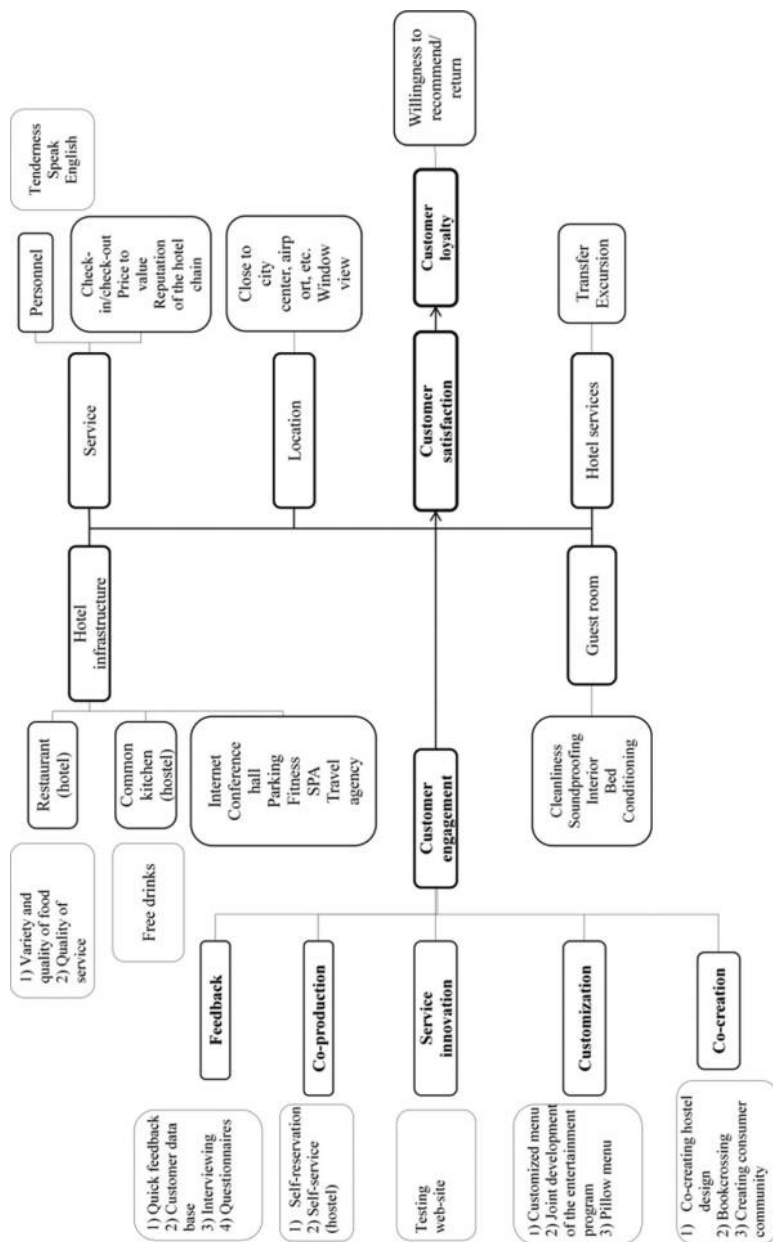 1) Co-creating hostel
design
2) Bookcrossing
3) Creating consumer
community
1) Customized menu
2) Joint development
of the entertainment
program
3) Pillow menu
Testing
web-site
1) Self-reservation
2) Self-service
(hostel)
1) Quick feedback
2) Customer data
base
3) Interviewing
4) Questionnaires
Co-creation
Customization
Service
innovation
Co-production
Feedback
1) Variety and
quality of food
2) Quality of
service
Free drinks
Restaurant
(hotel)
Common
kitchen
(hostel)
Internet
Conference
hall
Parking
Fitness
SPA
Travel
agency
Customer
engagement
Cleanliness
Soundproofing
Interior
Bed
Conditioning
Guest room
Hotel
infrastructure
Hotel services
Customer
satisfaction
Location
Service
Transfer
Excursion
Customer
loyalty
Close to
city
center, airp
ort, etc.
Window
view
Check-
in/check-out
Price to
value
Reputation
of the hotel
chain
Personnel
Tenderness
Speak
English
Willingness to
recommend/
return